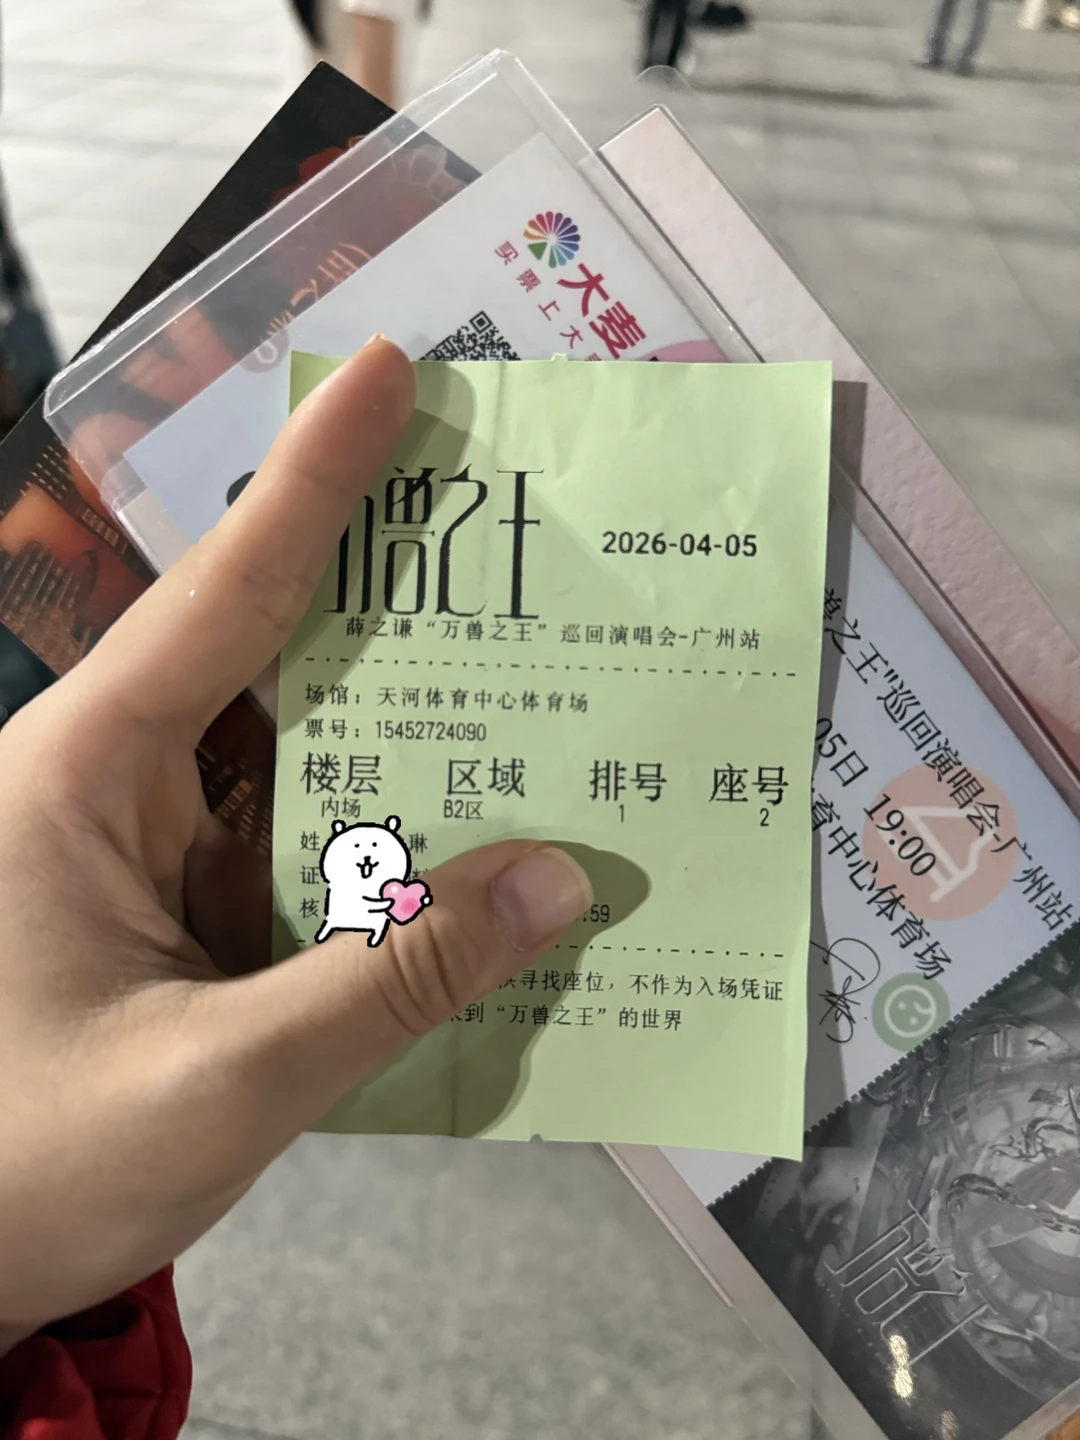 大麦
买票上大
万兽之王
2026-04-05
薛之谦“万兽之王”巡回演唱会-广州站
场馆：天河体育中心体育场
票号：15452724090
楼层 区域 排号 座号
内场 B2区 1 2
姓 琳
证
核 :59
寻找座位，不作为入场凭证
来到“万兽之王”的世界
兽之王"巡回演唱会-广州站
05日 19:00
育中心体育场